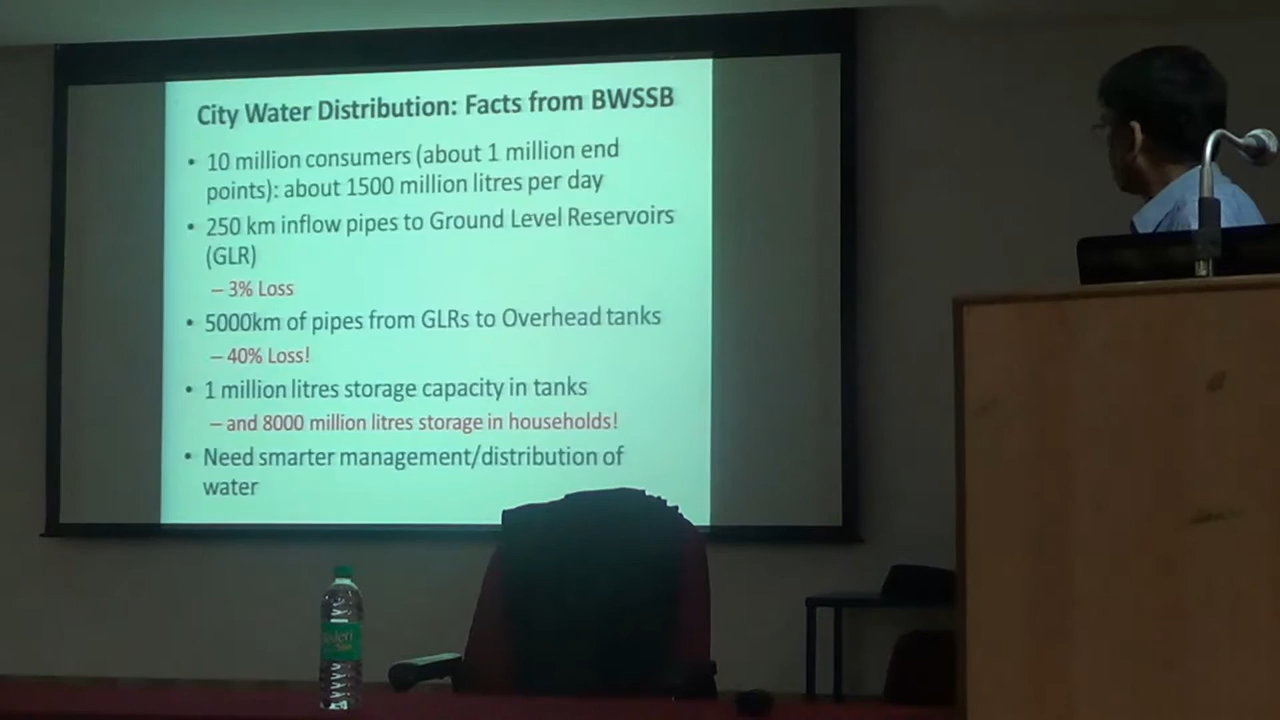 City Water Distribution: Facts from BWSSB
• 10 million consumers (about 1 million end
points): about 1500 million litres per day
• 250 km inflow pipes to Ground Level Reservoirs
(GLR)
– 3% Loss
• 5000km of pipes from GLRs to Overhead tanks
– 40% Loss!
• 1 million litres storage capacity in tanks
– and 8000 million litres storage in households!
• Need smarter management/distribution of
water